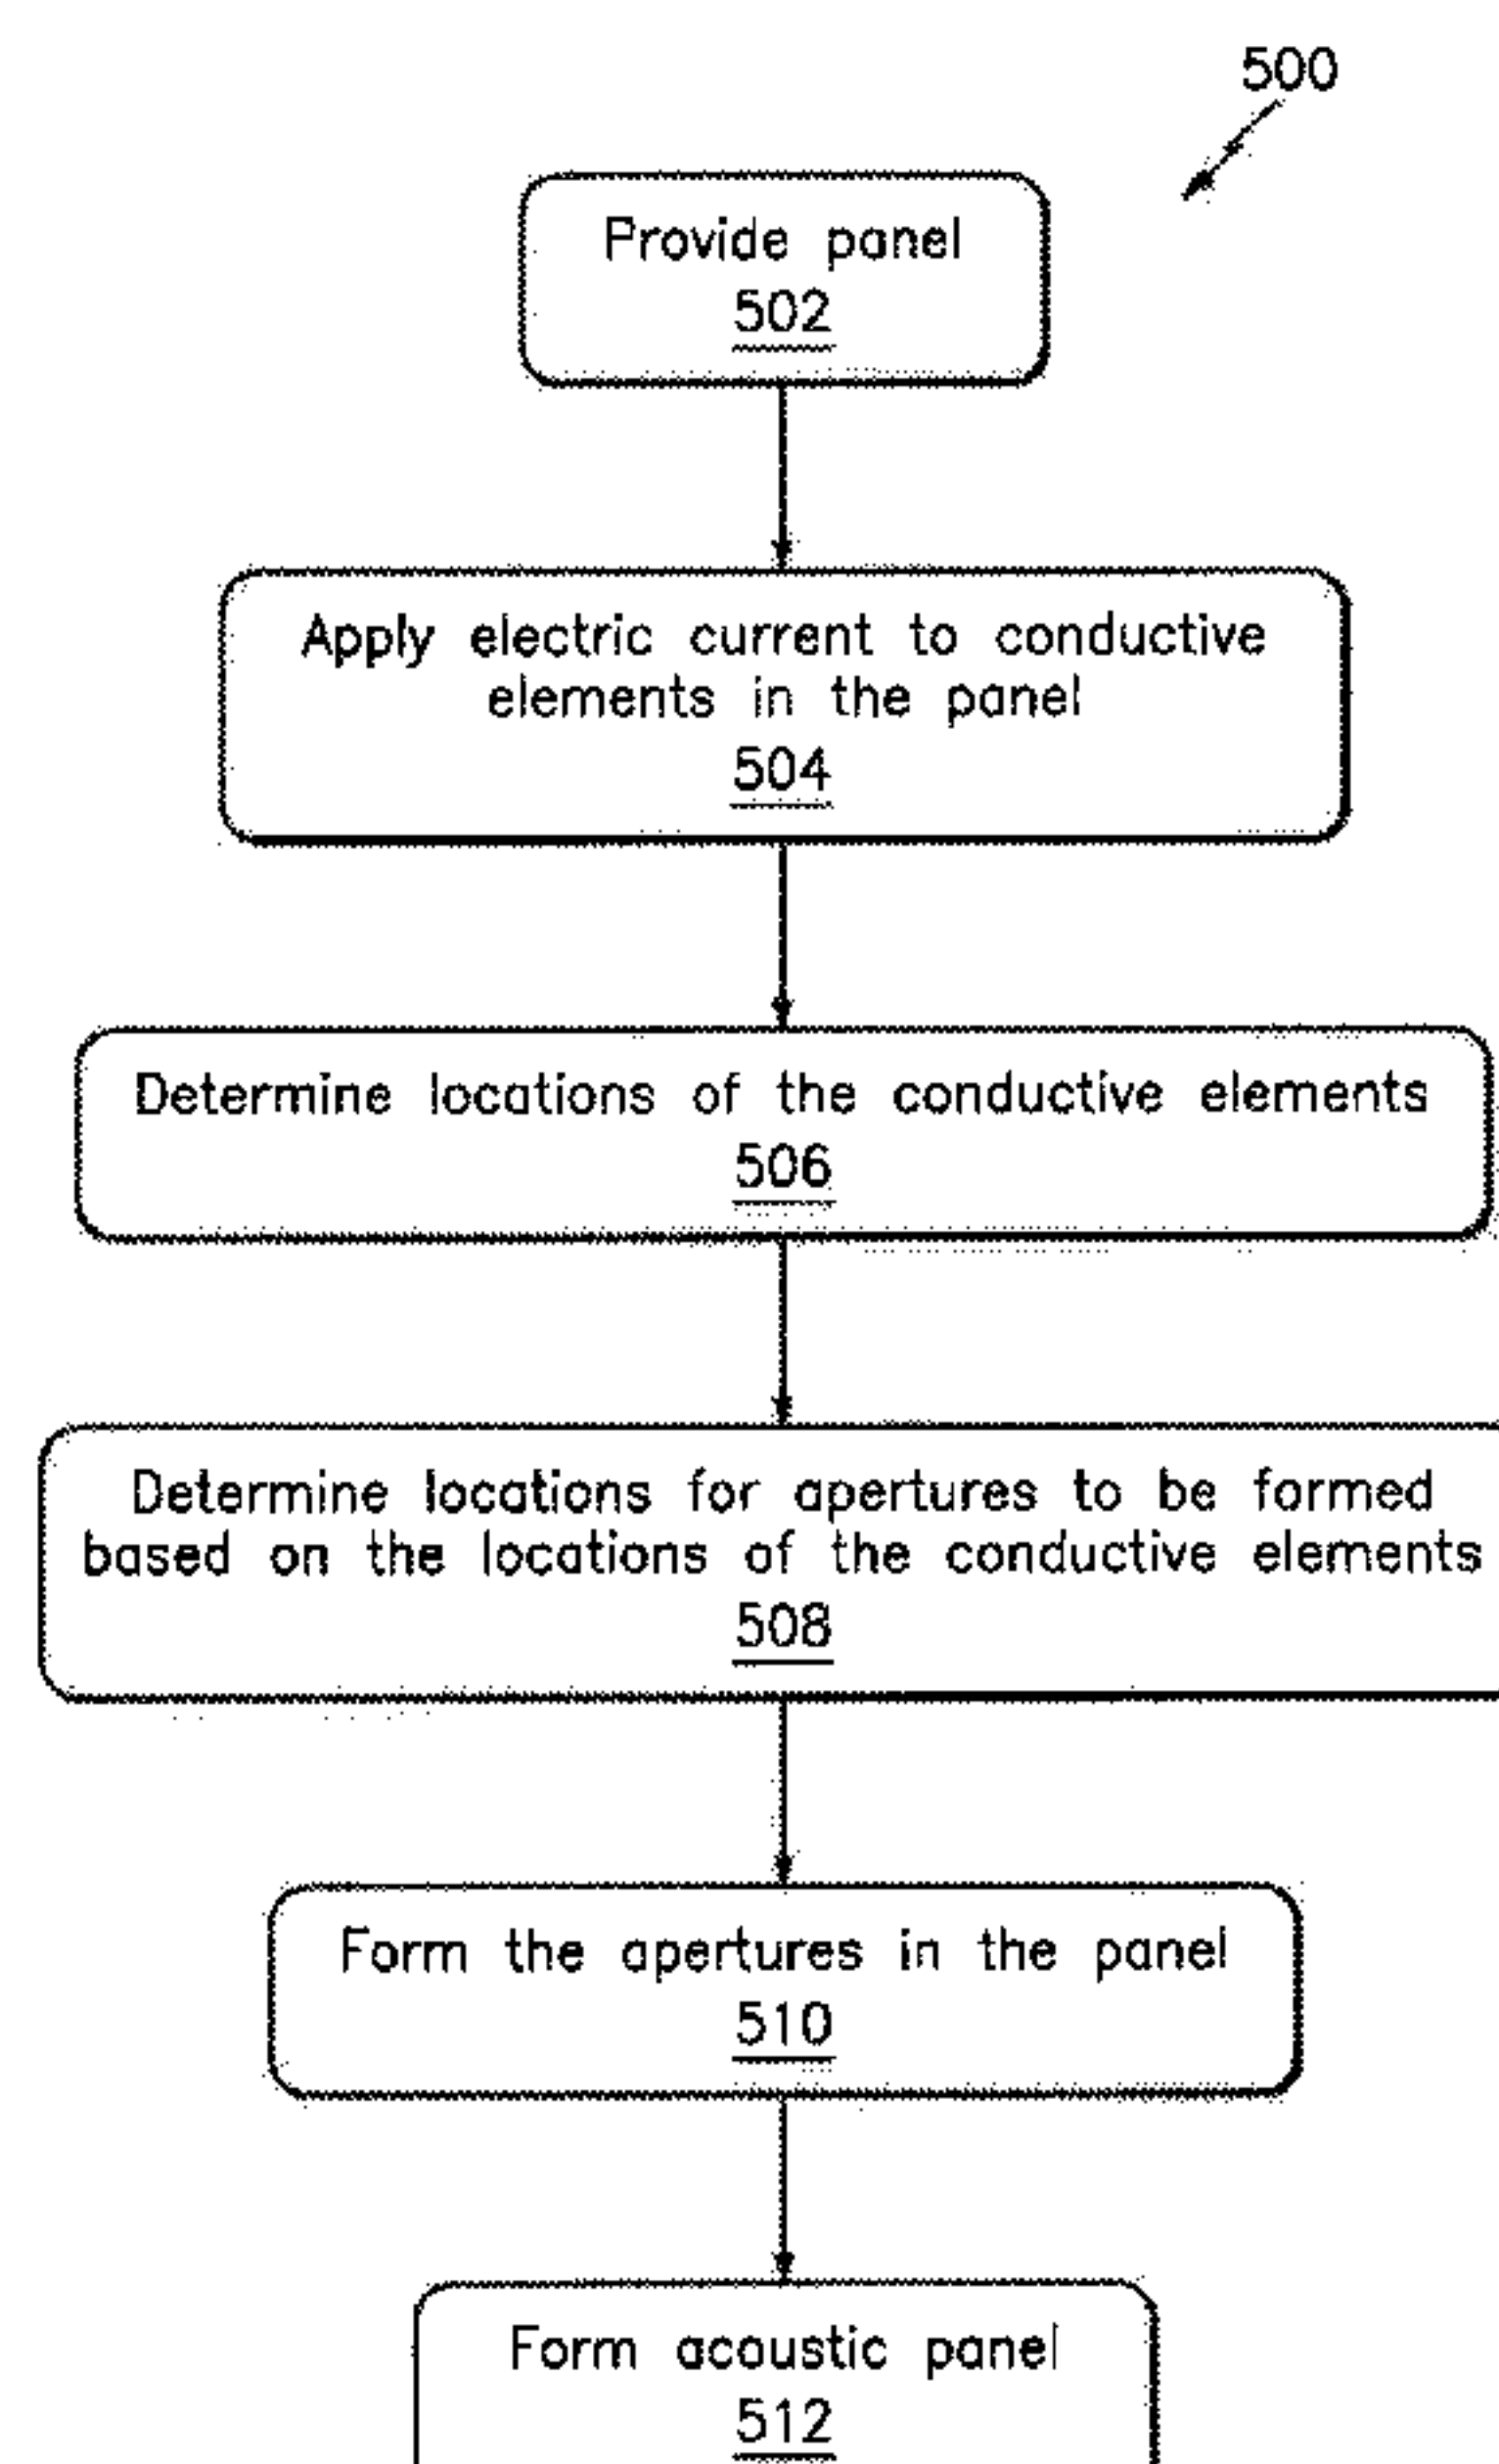 500
Provide panel
502
Apply electric current to conductive
elements in the panel
504
Determine locations of the conductive elements
506
Determine locations for apertures to be formed
based on the locations of the conductive elements
508
Form the apertures in the panel
510
Form acoustic panel
512